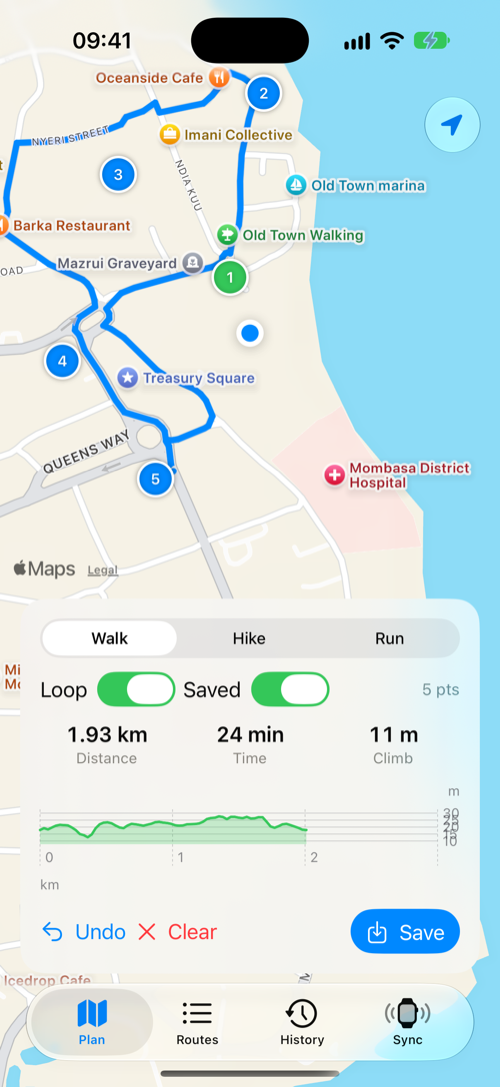 09:41
Oceanside Cafe
2
NYERI STREET
Imani Collective
3
NDIA KUU
Old Town marina
Barka Restaurant
Old Town Walking
OAD
Mazrui Graveyard
1
4
Treasury Square
QUEENS WAY
5
Mombasa District
Hospital
Maps
Legal
Walk
Hike
Run
Mi
Loop
Saved
5 pts
1.93 km
24 min
11 m
Distance
Time
Climb
m
30
25
20
15
10
0
1
2
km
Undo
Clear
Save
Icedrop Cafe
Plan
Routes
History
Sync